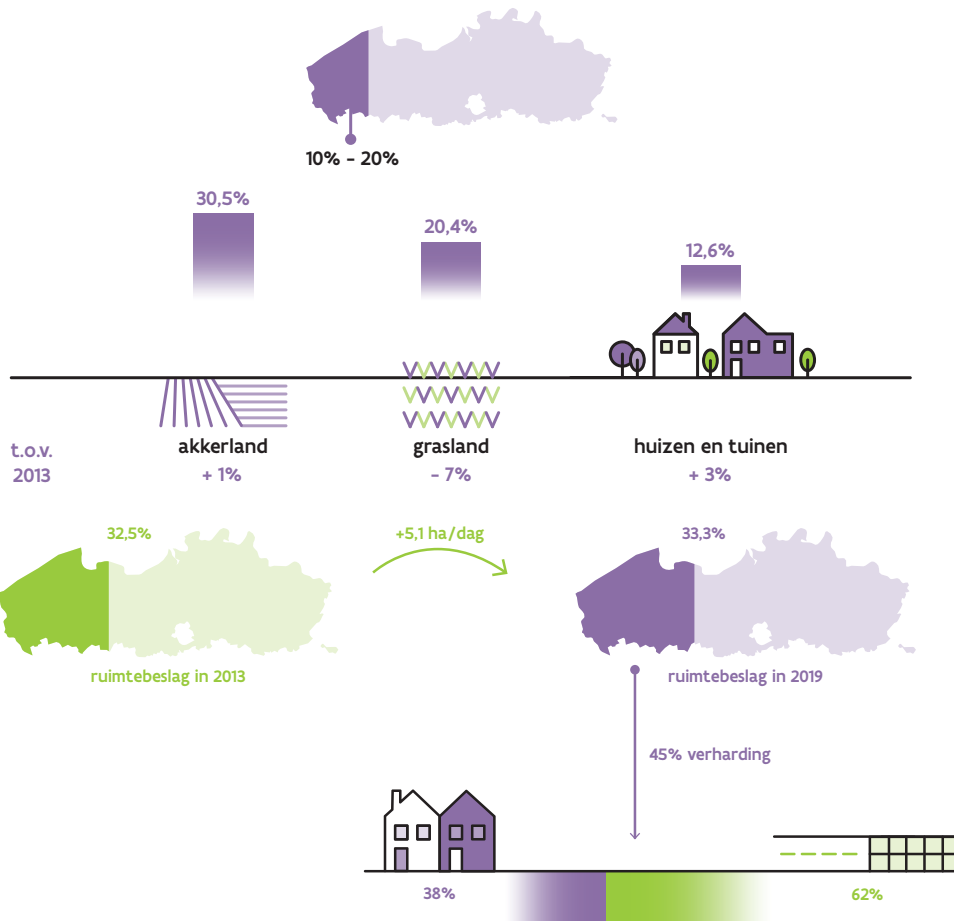 10% - 20%
30,5%
20,4%
12,6%
t.o.v.
2013
akkerland
+ 1%
grasland
- 7%
huizen en tuinen
+ 3%
32,5%
+5,1 ha/dag
33,3%
ruimtebeslag in 2013
ruimtebeslag in 2019
45% verharding
38%
62%